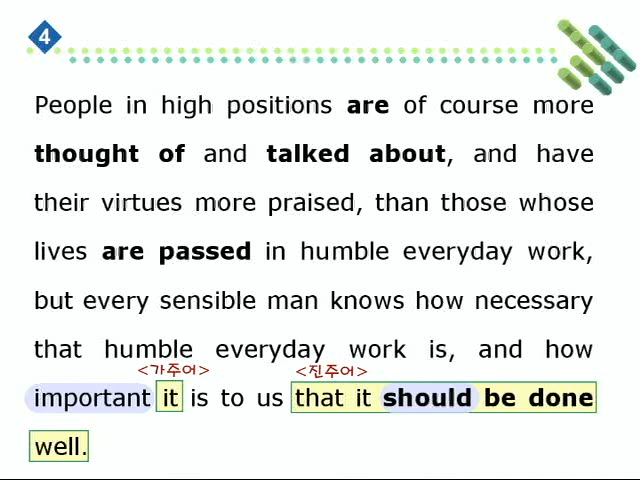 4
People in high positions are of course more
thought of and talked about, and have
their virtues more praised, than those whose
lives are passed in humble everyday work,
but every sensible man knows how necessary
that humble everyday work is, and how
<가주어> <진주어>
important it is to us that it should be done
well.